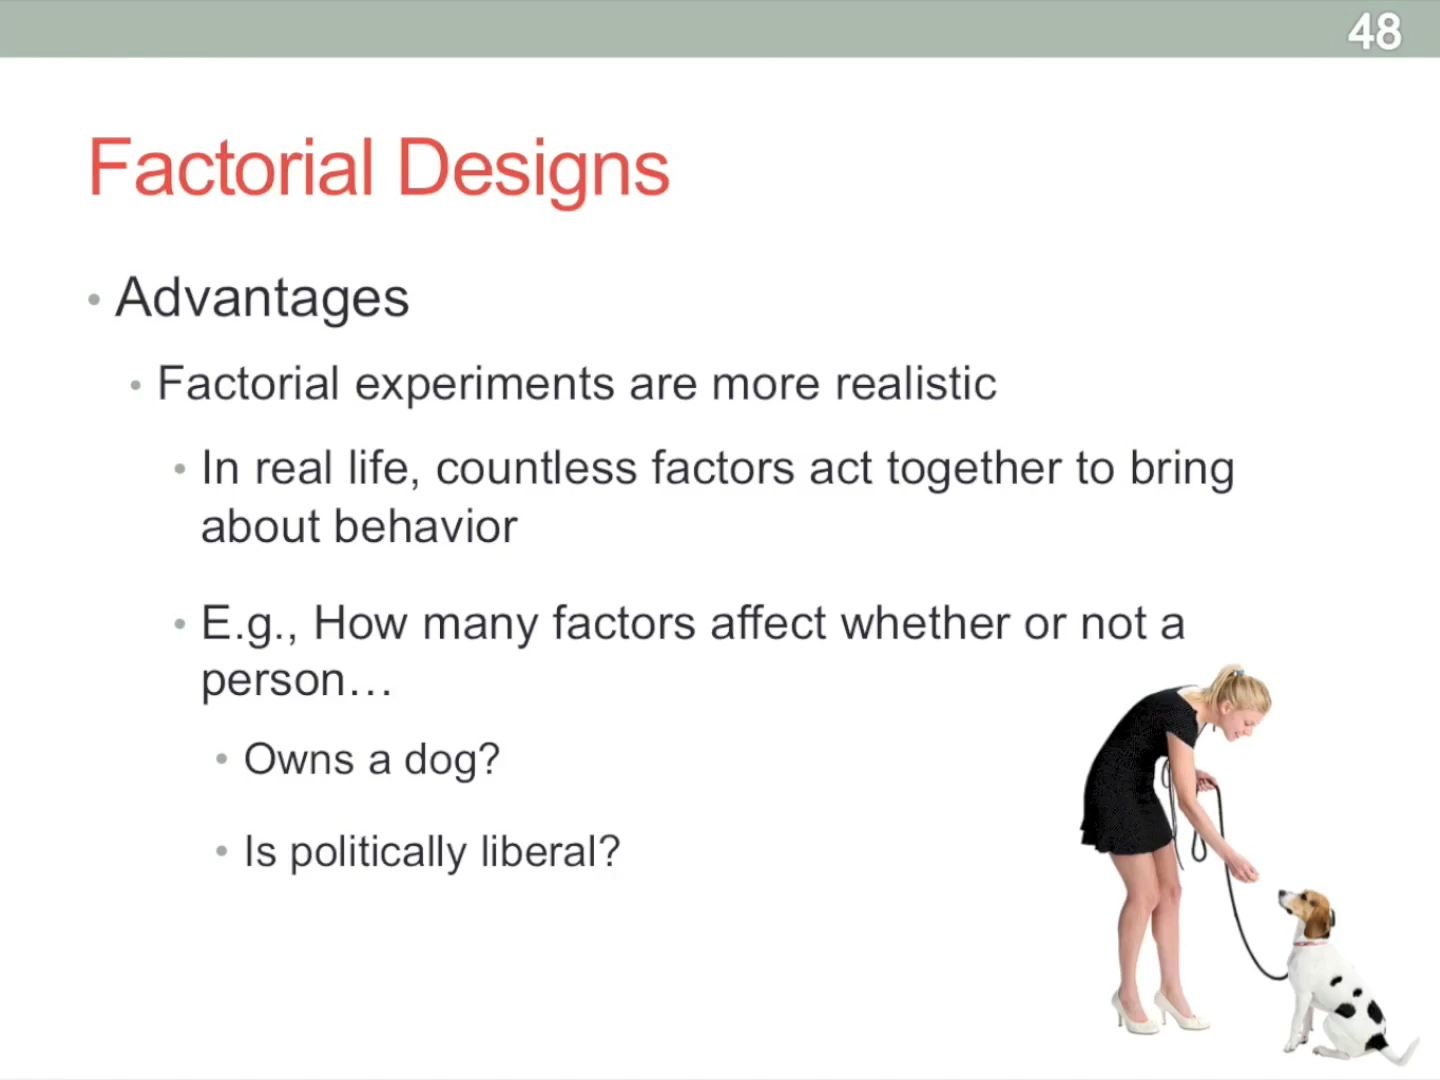 48
Factorial Designs
• Advantages
• Factorial experiments are more realistic
• In real life, countless factors act together to bring
about behavior
• E.g., How many factors affect whether or not a
person…
• Owns a dog?
• Is politically liberal?